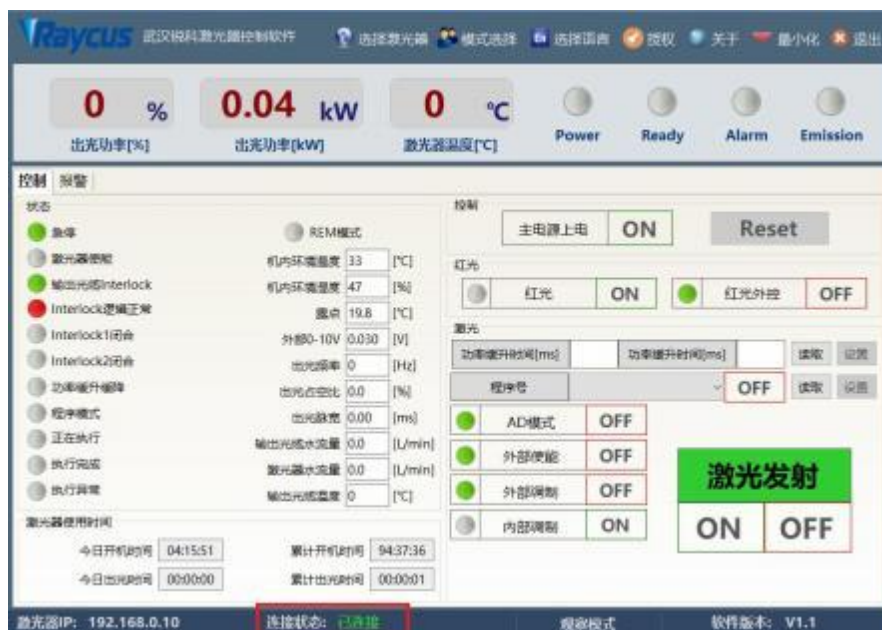 Raycus 武汉锐科激光器控制软件 选择激光器 模式选择 选择语言 授权 关于 最小化 退出
0 % 0.04 kW 0 ℃
出光功率[%] 出光功率[kW] 激光器温度[℃] Power Ready Alarm Emission
控制 报警
状态
急停 REM模式
激光器使能 机内环境温度 33 [℃]
输出光缆Interlock 机内环境湿度 47 [%]
Interlock逻辑正常 露点 19.8 [℃]
Interlock1闭合 外部0-10V 0.030 [V]
Interlock2闭合 出光频率 0 [Hz]
功率缓升缓降 出光占空比 0.0 [%]
程序模式 出光脉宽 0.00 [ms]
正在执行 输出光缆水流量 0.0 [L/min]
执行完成 激光器水流量 0.0 [L/min]
执行异常 输出光缆温度 0 [℃]
激光器使用时间
今日开机时间 04:15:51 累计开机时间 94:37:36
今日出光时间 00:00:00 累计出光时间 00:00:01
控制
主电源上电 ON Reset
红光
红光 ON 红光外控 OFF
激光
功率缓升时间[ms] 功率缓升时间[ms] 读取 设置
程序号 OFF 读取 设置
AD模式 OFF
外部使能 OFF
外部调制 OFF
内部调制 ON
激光发射
ON OFF
激光器IP: 192.168.0.10 连接状态: 已连接 观察模式 软件版本: V1.1